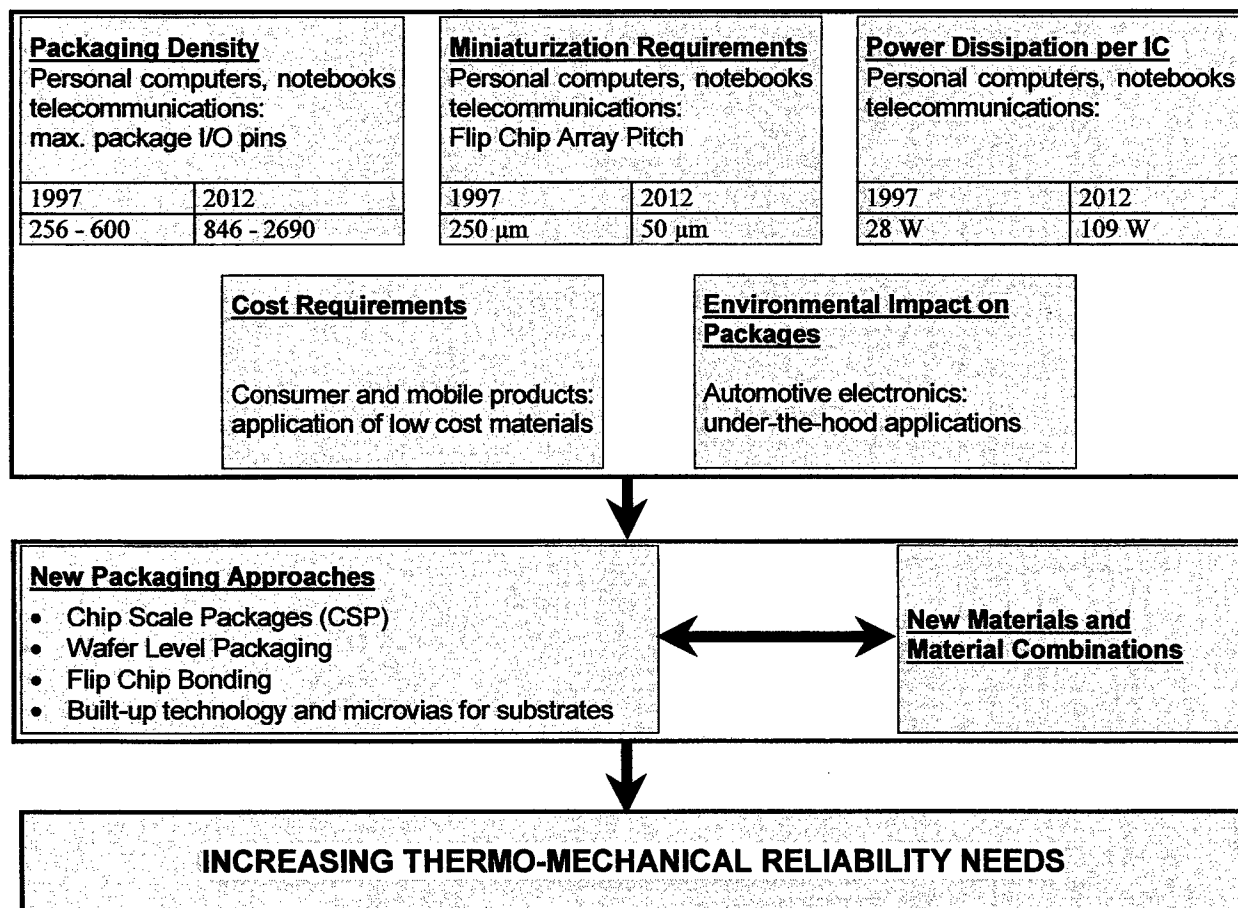 Packaging Density
Personal computers, notebooks
telecommunications:
max. package I/O pins
1997 2012
256 - 600 846 - 2690
Miniaturization Requirements
Personal computers, notebooks
telecommunications:
Flip Chip Array Pitch
1997 2012
250 µm 50 µm
Power Dissipation per IC
Personal computers, notebooks
telecommunications:
1997 2012
28 W 109 W
Cost Requirements
Consumer and mobile products:
application of low cost materials
Environmental Impact on
Packages
Automotive electronics:
under-the-hood applications
New Packaging Approaches
• Chip Scale Packages (CSP)
• Wafer Level Packaging
• Flip Chip Bonding
• Built-up technology and microvias for substrates
New Materials and
Material Combinations
INCREASING THERMO-MECHANICAL RELIABILITY NEEDS